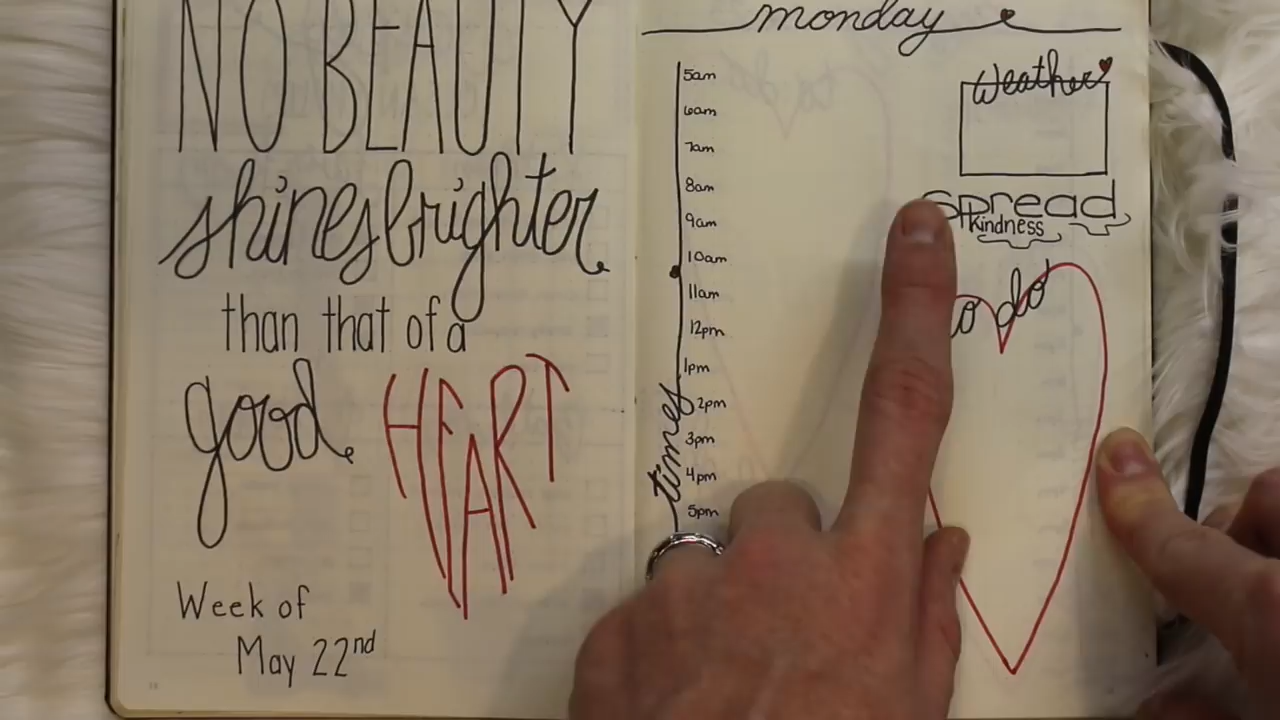 NO BEAUTY
shines brighter
than that of a
good
HEART
Week of
May 22nd
monday
5am
6am
7am
8am
9am
10am
11am
12pm
1pm
2pm
3pm
4pm
5pm
times
Weather
spread
kindness
do